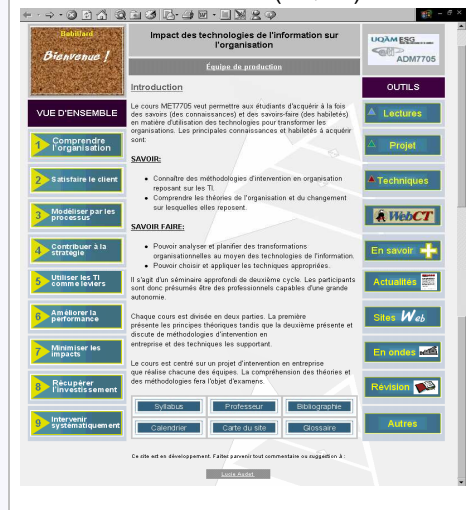 Babillard
Bienvenue !
Impact des technologies de l'information sur
l'organisation
Équipe de production
UQÀM ESG
ADM7705
VUE D'ENSEMBLE
1 Comprendre
l'organisation
2 Satisfaire le client
3 Modéliser par les
processus
4 Contribuer à la
stratégie
5 Utiliser les TI
comme leviers
6 Améliorer la
performance
7 Minimiser les
impacts
8 Récupérer
l'investissement
9 Intervenir
systématiquement
Introduction
Le cours MET7705 veut permettre aux étudiants d'acquérir à la fois
des savoirs (des connaissances) et des savoirs-faire (des habiletés)
en matière d'utilisation des technologies pour transformer les
organisations. Les principales connaissances et habiletés à acquérir
sont:
SAVOIR:
Connaître des méthodologies d'intervention en organisation
reposant sur les TI.
Comprendre les théories de l'organisation et du changement
sur lesquelles elles reposent.
SAVOIR FAIRE:
Pouvoir analyser et planifier des transformations
organisationnelles au moyen des technologies de l'information.
Pouvoir choisir et appliquer les techniques appropriées.
Il s'agit d'un séminaire approfondi de deuxième cycle. Les participants
sont donc présumés être des professionnels capables d'une grande
autonomie.
Chaque cours est divisée en deux parties. La première
présente les principes théoriques tandis que la deuxième présente et
discute de méthodologies d'intervention en
entreprise et des techniques les supportant.
Le cours est centré sur un projet d'intervention en entreprise
que réalise chacune des équipes. La compréhension des théories et
des méthodologies fera l'objet d'examens.
Syllabus
Professeur
Bibliographie
Calendrier
Carte du site
Glossaire
Ce site est en développement. Faites parvenir tout commentaire ou suggestion à :
Lucie Audet
OUTILS
Lectures
Projet
Techniques
WebCT
En savoir
Actualités
Sites Web
En ondes
Révision
Autres